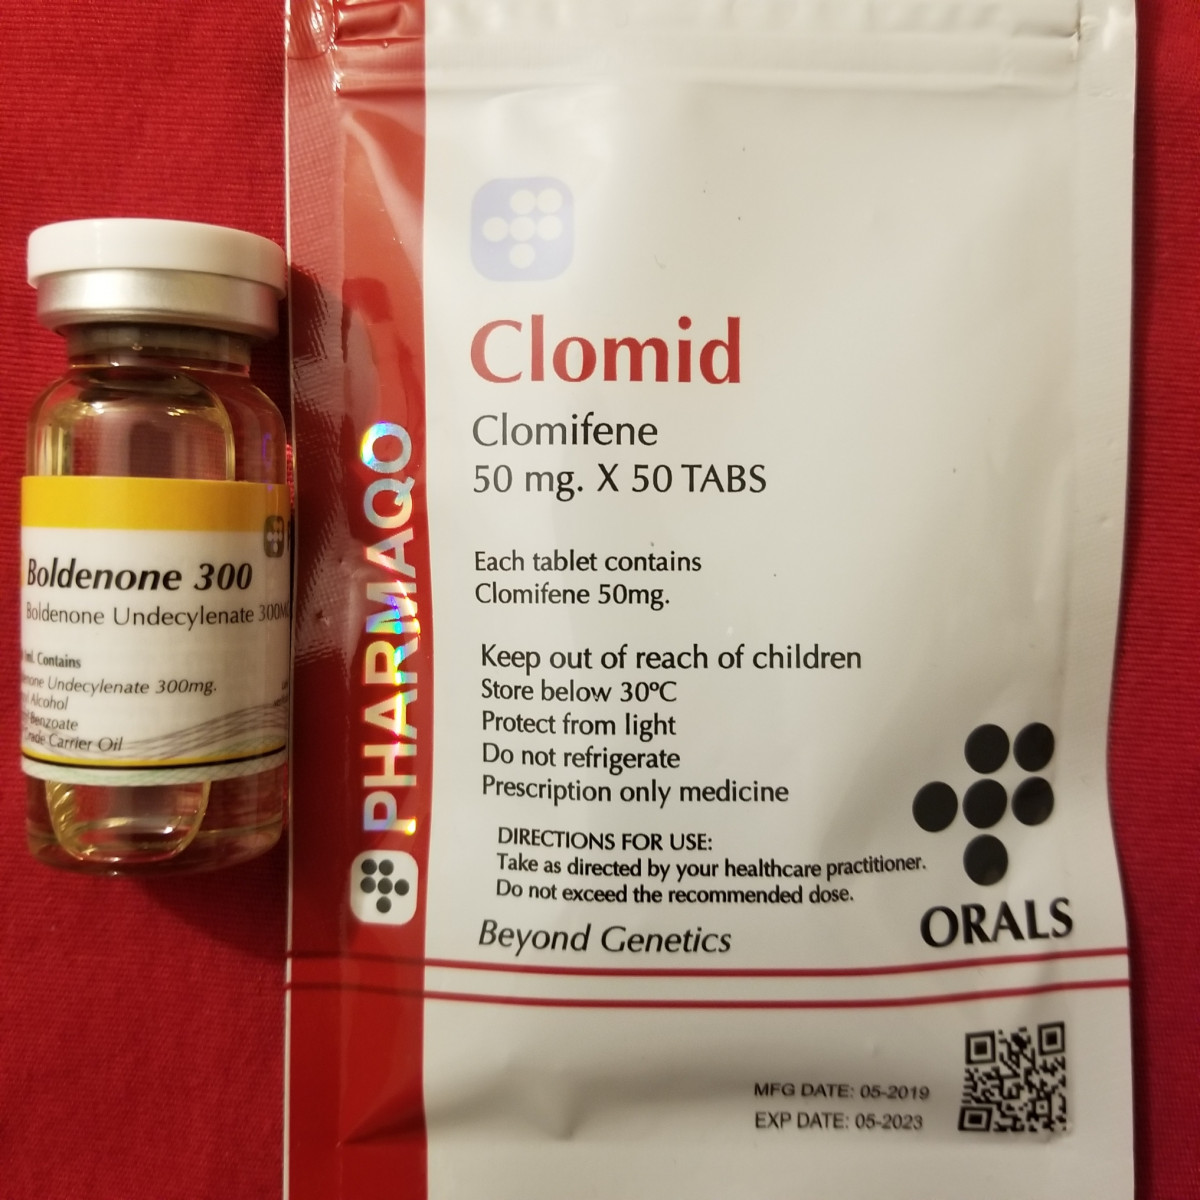 Boldenone 300
Boldenone Undecylenate
Contains
Undecylenate 300mg.
Alcohol
Benzoate
Carrier Oil
PHARMAQO
Clomid
Clomifene
50 mg. X 50 TABS
Each tablet contains
Clomifene 50mg.
Keep out of reach of children
Store below 30ºC
Protect from light
Do not refrigerate
Prescription only medicine
DIRECTIONS FOR USE:
Take as directed by your healthcare practitioner.
Do not exceed the recommended dose.
Beyond Genetics
ORALS
MFG DATE: 05-2019
EXP DATE: 05-2023